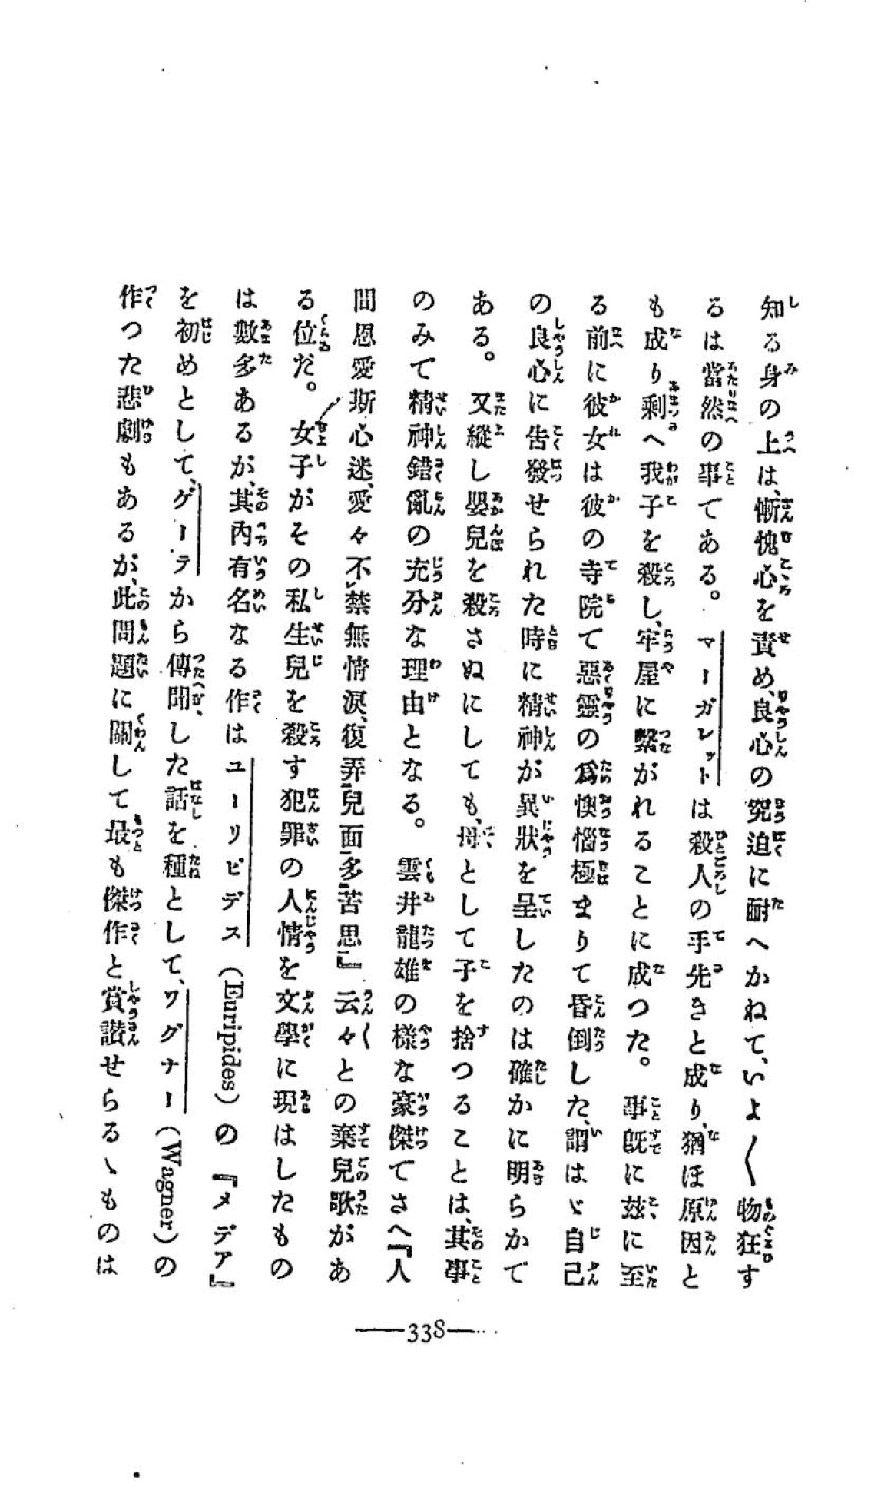 知る身の上は、慚愧心を責め、良心の究迫に耐へかねて、いよ〱物狂す
るは當然の事てある。マーガレットは殺人の手先きと成り、猶ほ原因と
も成り剩へ我子を殺し、牢屋に繫がれることに成つた。事既に玆に至
る前に彼女は彼の寺院て惡靈の爲懊惱極まりて昏倒した、謂はゞ自己
の良心に告發せられた時に精神が異狀を呈したのは確かに明らかて
ある。又縱し嬰兒を殺さぬにしても、母として子を捨つることは、其事
のみて精神錯亂の充分な理由となる。雲井龍雄の樣な豪傑てさへ『人
間恩愛斯心迷、愛々不禁無情淚、復弄兒面多苦思』云々〱との棄兒歌があ
る位だ。女子がその私生兒を殺す犯罪の人情を文學に現はしたもの
は數多あるが、其內有名なる作はユーリピデス(Euripides)の『メデア』
を初めとして、ゲーテから傳聞した話を種として、ワグナー(Wagner)の
作つた悲劇もあるが、此問題に關して最も傑作と賞讃せらるゝものは
338